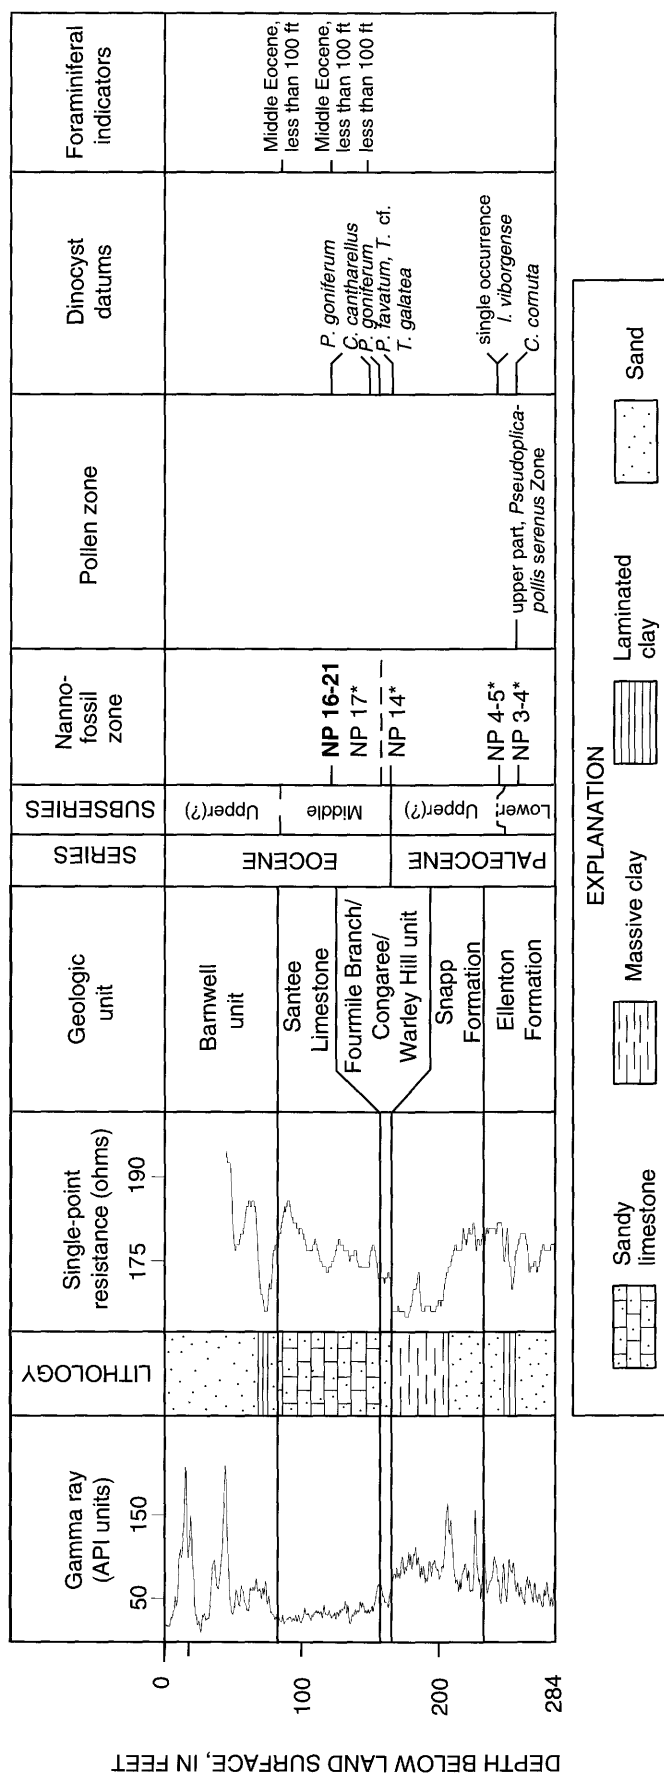 DEPTH BELOW LAND SURFACE, IN FEET
0
100
200
284
Gamma ray
(API units)
50
150
LITHOLOGY
Single-point
resistance (ohms)
175
190
Geologic
unit
Barnwell
unit
Santee
Limestone
Fourmile Branch/
Congaree/
Warley Hill unit
Snapp
Formation
Ellenton
Formation
SERIES
EOCENE
PALEOCENE
SUBSERIES
Upper(?)
Middle
Upper(?)
Lower
Nanno-
fossil
zone
NP 16-21
NP 17*
NP 14*
NP 4-5*
NP 3-4*
Pollen zone
upper part, Pseudoplica-
pollis serenus Zone
Dinocyst
datums
P. goniferum
C. cantharellus
P. goniferum
P. favatum, T. cf.
T. galatea
single occurrence
I. viborgense
C. cornuta
Foraminiferal
indicators
Middle Eocene,
less than 100 ft
Middle Eocene,
less than 100 ft
less than 100 ft
EXPLANATION
Sandy
limestone
Massive clay
Laminated
clay
Sand